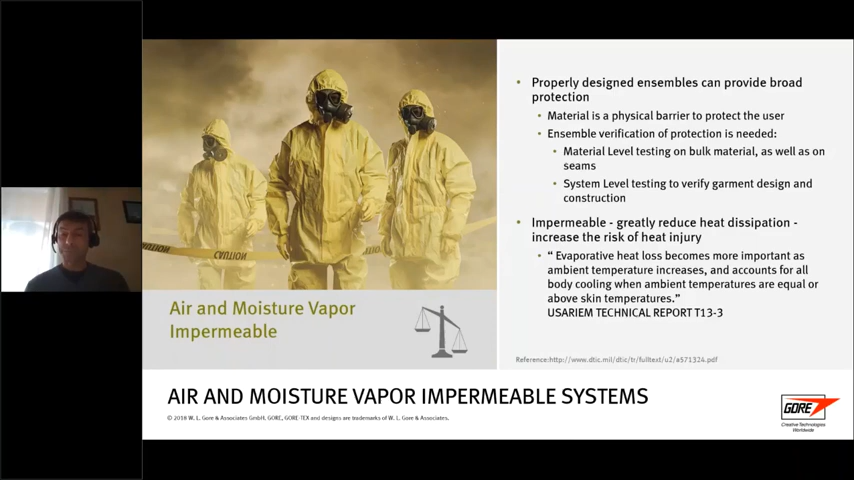 Properly designed ensembles can provide broad
protection
Material is a physical barrier to protect the user
Ensemble verification of protection is needed:
Material Level testing on bulk material, as well as on
seams
System Level testing to verify garment design and
construction
Impermeable - greatly reduce heat dissipation -
increase the risk of heat injury
" Evaporative heat loss becomes more important as
ambient temperature increases, and accounts for all
body cooling when ambient temperatures are equal or
above skin temperatures."
USARIEM TECHNICAL REPORT T13-3
Reference:http://www.dtic.mil/dtic/tr/fulltext/u2/a571324.pdf
CAUTION
CAUTION
Air and Moisture Vapor
Impermeable
AIR AND MOISTURE VAPOR IMPERMEABLE SYSTEMS
© 2018 W. L. Gore & Associates GmbH, GORE, GORE-TEX and designs are trademarks of W. L. Gore & Associates.
GORE
Creative Technologies
Worldwide